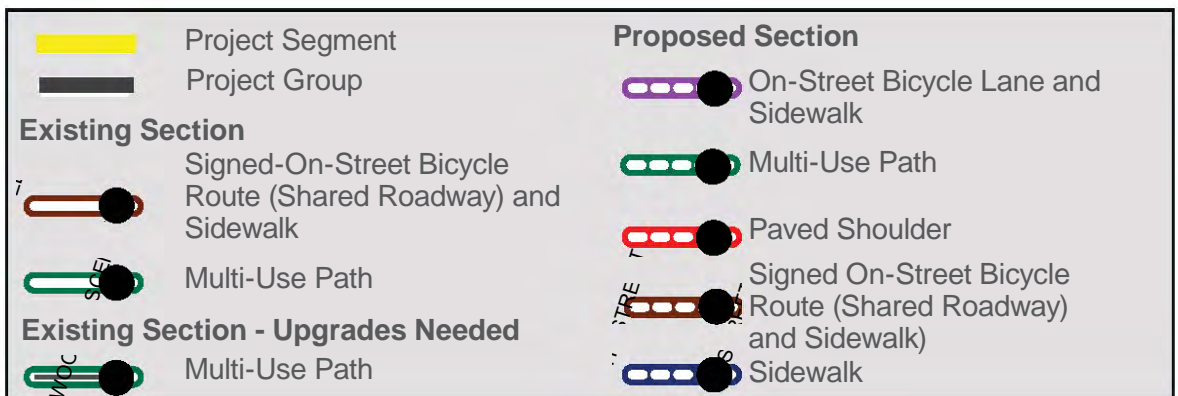 Project Segment
Project Group
Existing Section
Signed-On-Street Bicycle
Route (Shared Roadway) and
Sidewalk
Multi-Use Path
Existing Section - Upgrades Needed
Multi-Use Path
Proposed Section
On-Street Bicycle Lane and
Sidewalk
Multi-Use Path
Paved Shoulder
Signed On-Street Bicycle
Route (Shared Roadway)
and Sidewalk)
Sidewalk